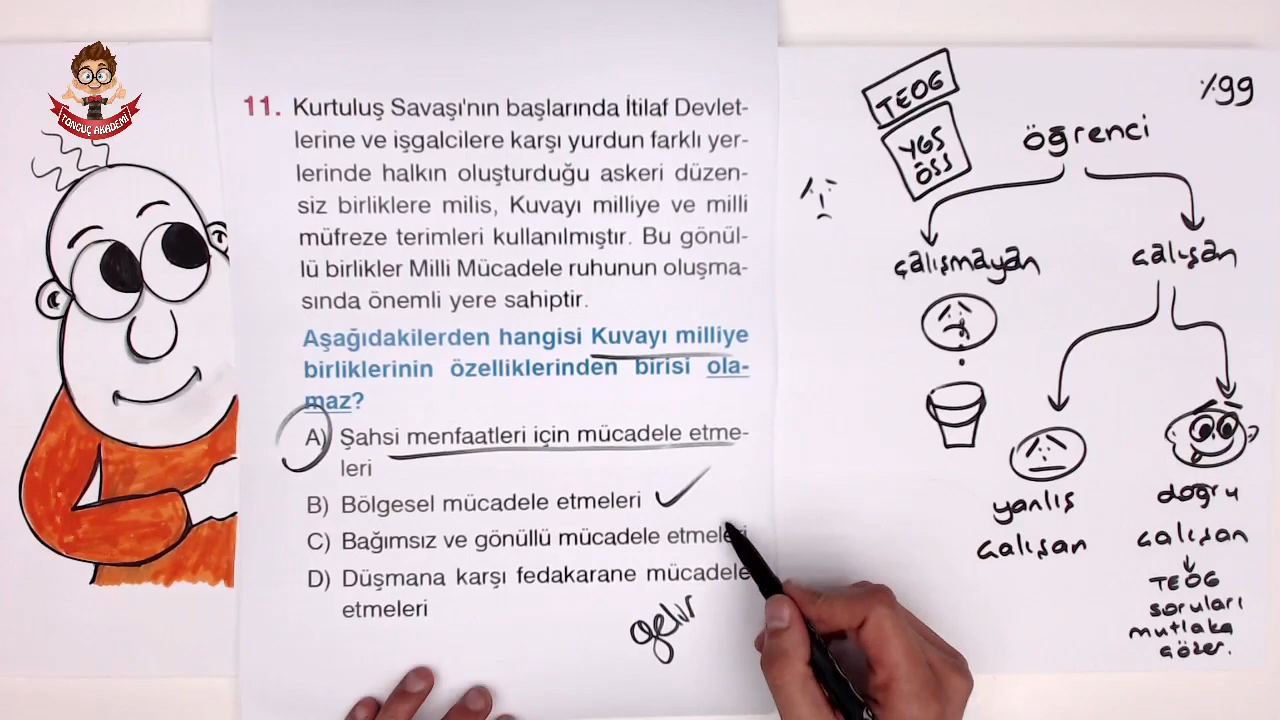 TONGUÇ AKADEMİ
11. Kurtuluş Savaşı'nın başlarında İtilaf Devlet-
lerine ve işgalcilere karşı yurdun farklı yer-
lerinde halkın oluşturduğu askeri düzen-
siz birliklere milis, Kuvayı milliye ve milli
müfreze terimleri kullanılmıştır. Bu gönül-
lü birlikler Milli Mücadele ruhunun oluşma-
sında önemli yere sahiptir.
Aşağıdakilerden hangisi Kuvayı milliye
birliklerinin özelliklerinden birisi ola-
maz?
A) Şahsi menfaatleri için mücadele etme-
leri
B) Bölgesel mücadele etmeleri
C) Bağımsız ve gönüllü mücadele etmeleri
D) Düşmana karşı fedakarane mücadele
etmeleri
gelir
TEOG
YGS
ÖSS
%99
öğrenci
çalışmayan
çalışan
yanlış
çalışan
doğru
çalışan
TEOG
soruları
mutlaka
çözer.